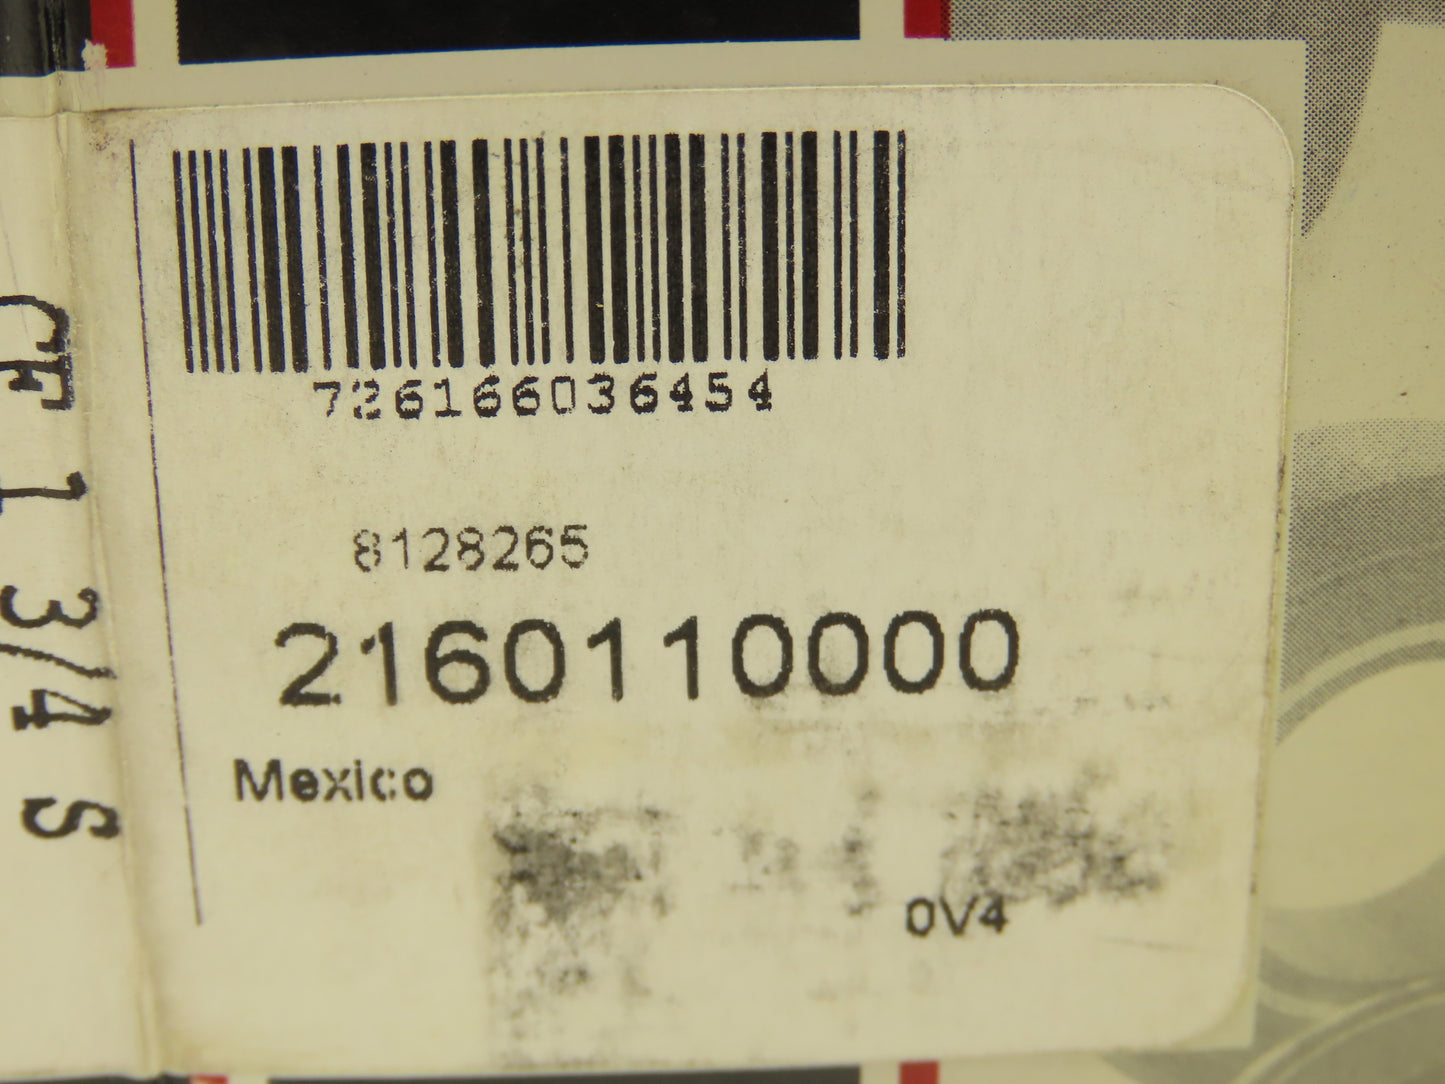 726166036454
8128265
2160110000
Mexico
0V4
CF 1 3/4 S